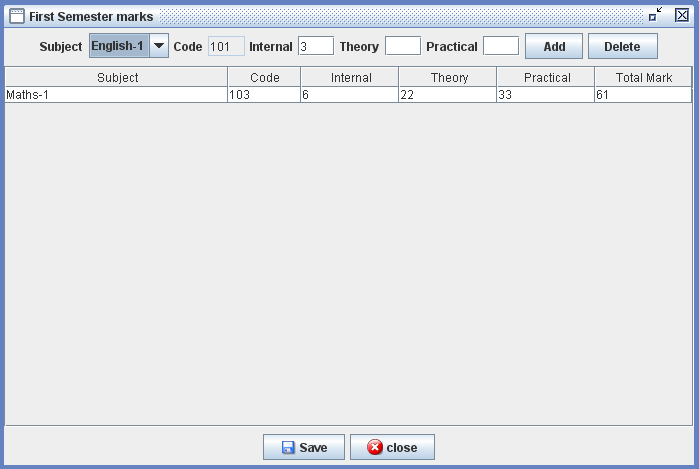 First Semester marks
Subject English-1 Code 101 Internal 3 Theory Practical Add Delete
Subject Code Internal Theory Practical Total Mark
Maths-1 103 6 22 33 61
Save close